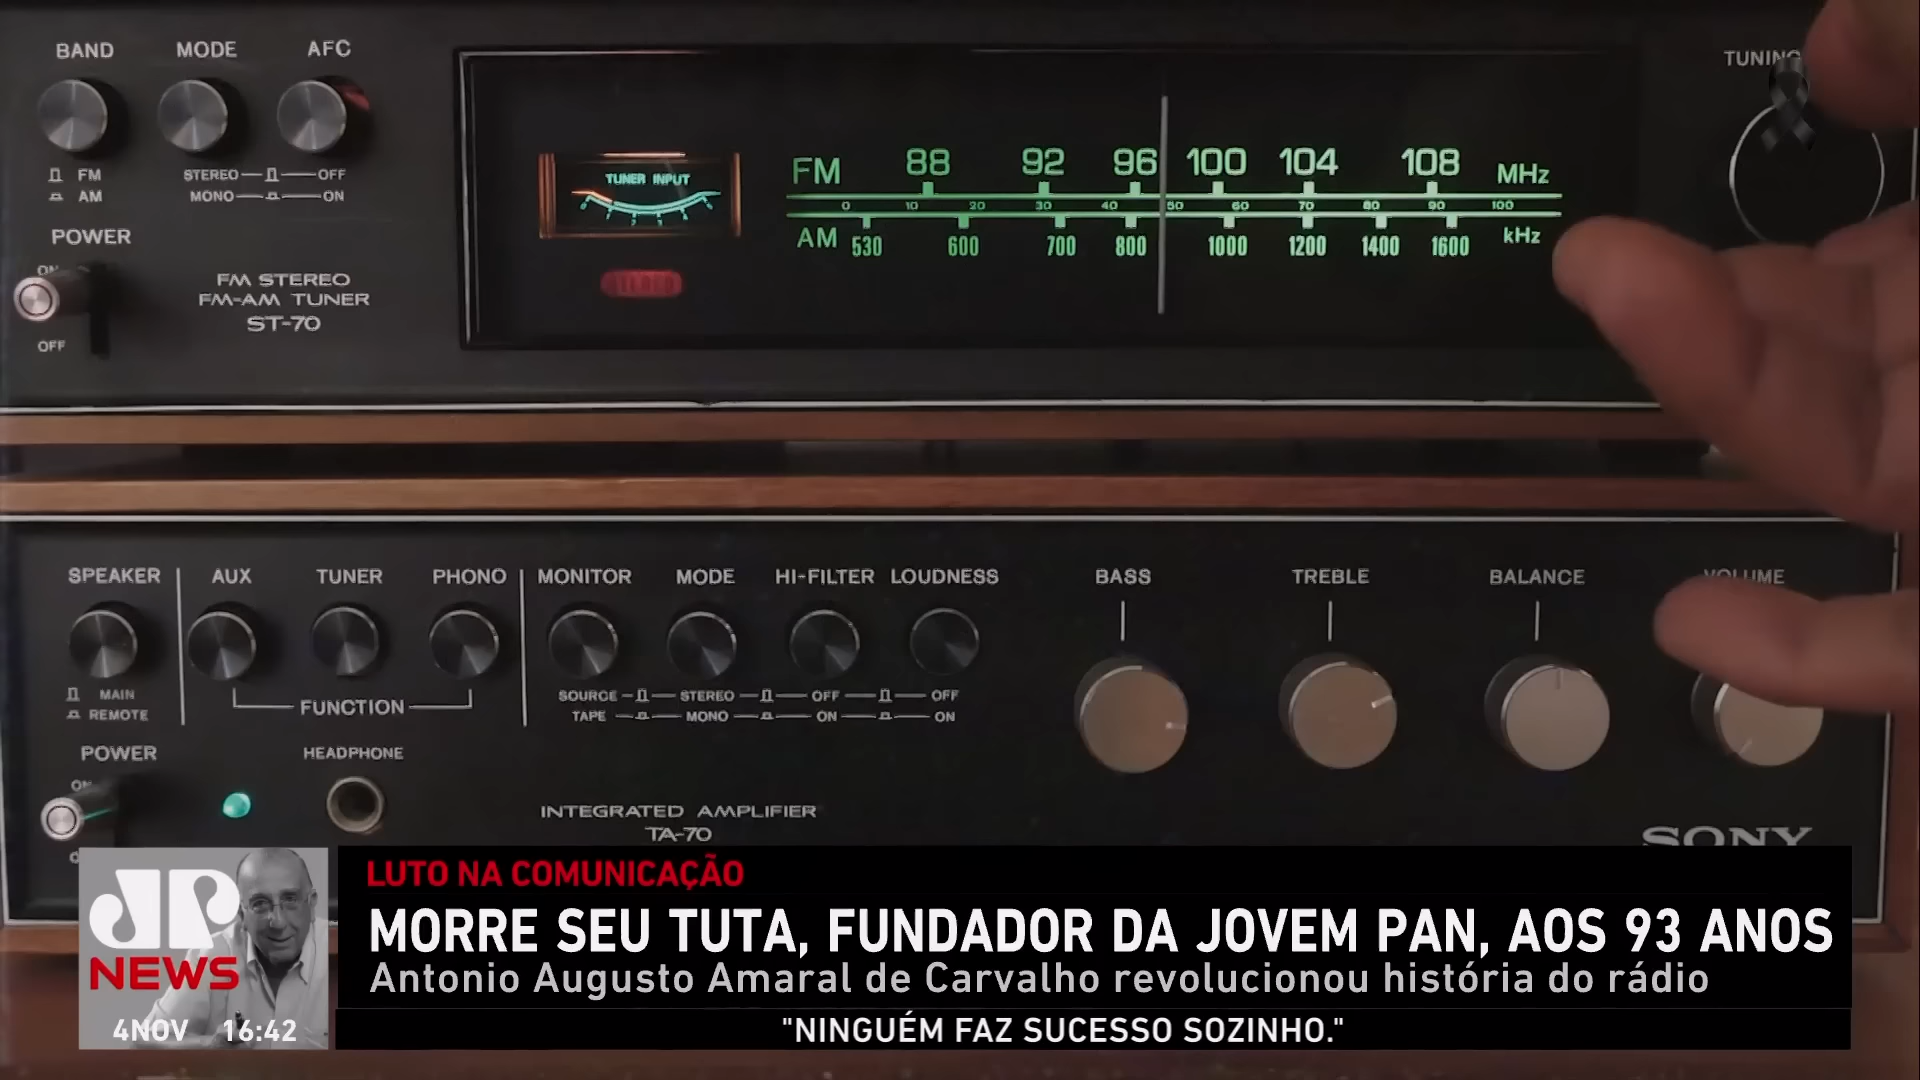 BAND MODE AFC
TUNING
FM STEREO OFF
AM MONO ON
POWER
ON
OFF
FM STEREO
FM-AM TUNER
ST-70
TUNER INPUT
STEREO
FM 88 92 96 100 104 108 MHz
0 10 20 30 40 50 60 70 80 90 100
AM 530 600 700 800 1000 1200 1400 1600 kHz
SPEAKER AUX TUNER PHONO MONITOR MODE HI-FILTER LOUDNESS BASS TREBLE BALANCE VOLUME
MAIN
REMOTE
FUNCTION
SOURCE STEREO OFF OFF
TAPE MONO ON ON
POWER
ON
HEADPHONE
INTEGRATED AMPLIFIER
TA-70
SONY
JP
NEWS
4NOV 16:42
LUTO NA COMUNICAÇÃO
MORRE SEU TUTA, FUNDADOR DA JOVEM PAN, AOS 93 ANOS
Antonio Augusto Amaral de Carvalho revolucionou história do rádio
"NINGUÉM FAZ SUCESSO SOZINHO."